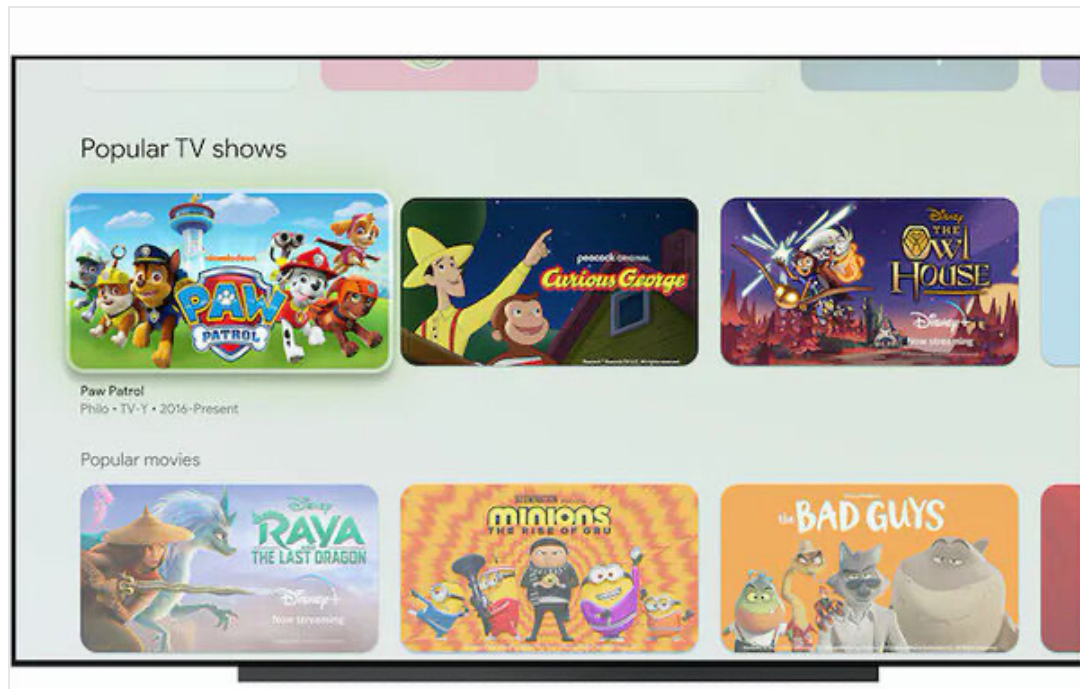 Popular TV shows
nickelodeon
PAW
PATROL
peacock ORIGINAL
Curious George
Disney
THE
OWL
HOUSE
Disney+
Now streaming
Paw Patrol
Philo • TV-Y • 2016-Present
Popular movies
Disney
RAYA
THE LAST DRAGON
Disney+
Now streaming
MINIONS
THE RISE OF GRU
the BAD GUYS